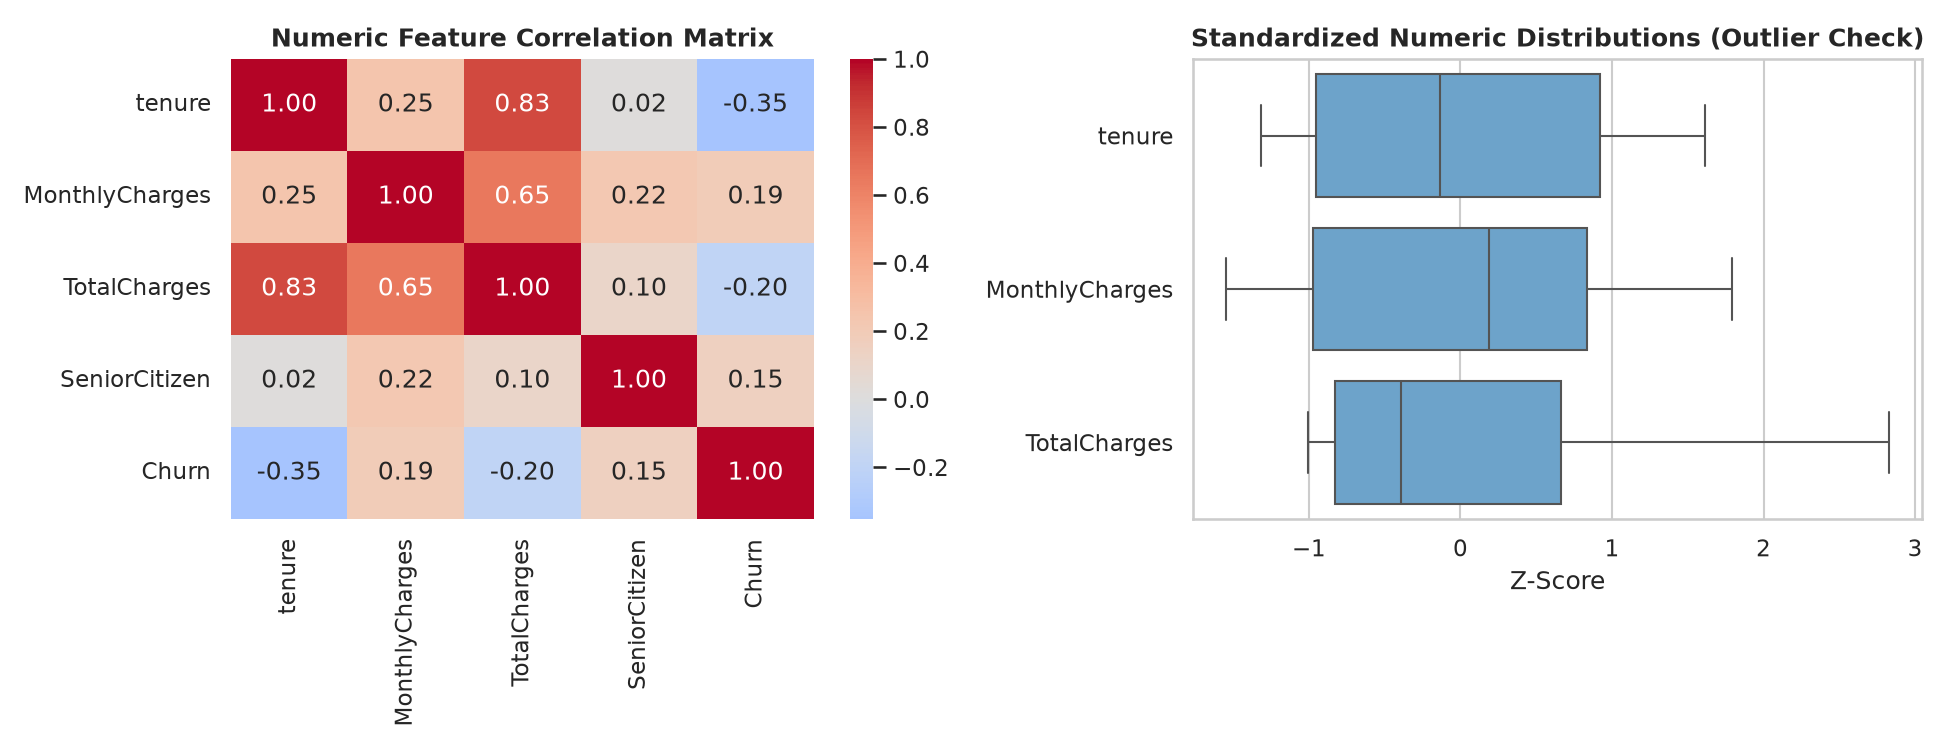 Numeric Feature Correlation Matrix
tenure 1.00 0.25 0.83 0.02 -0.35
MonthlyCharges 0.25 1.00 0.65 0.22 0.19
TotalCharges 0.83 0.65 1.00 0.10 -0.20
SeniorCitizen 0.02 0.22 0.10 1.00 0.15
Churn -0.35 0.19 -0.20 0.15 1.00
tenure
MonthlyCharges
TotalCharges
SeniorCitizen
Churn
1.0
0.8
0.6
0.4
0.2
0.0
−0.2
Standardized Numeric Distributions (Outlier Check)
tenure
MonthlyCharges
TotalCharges
−1 0 1 2 3
Z-Score